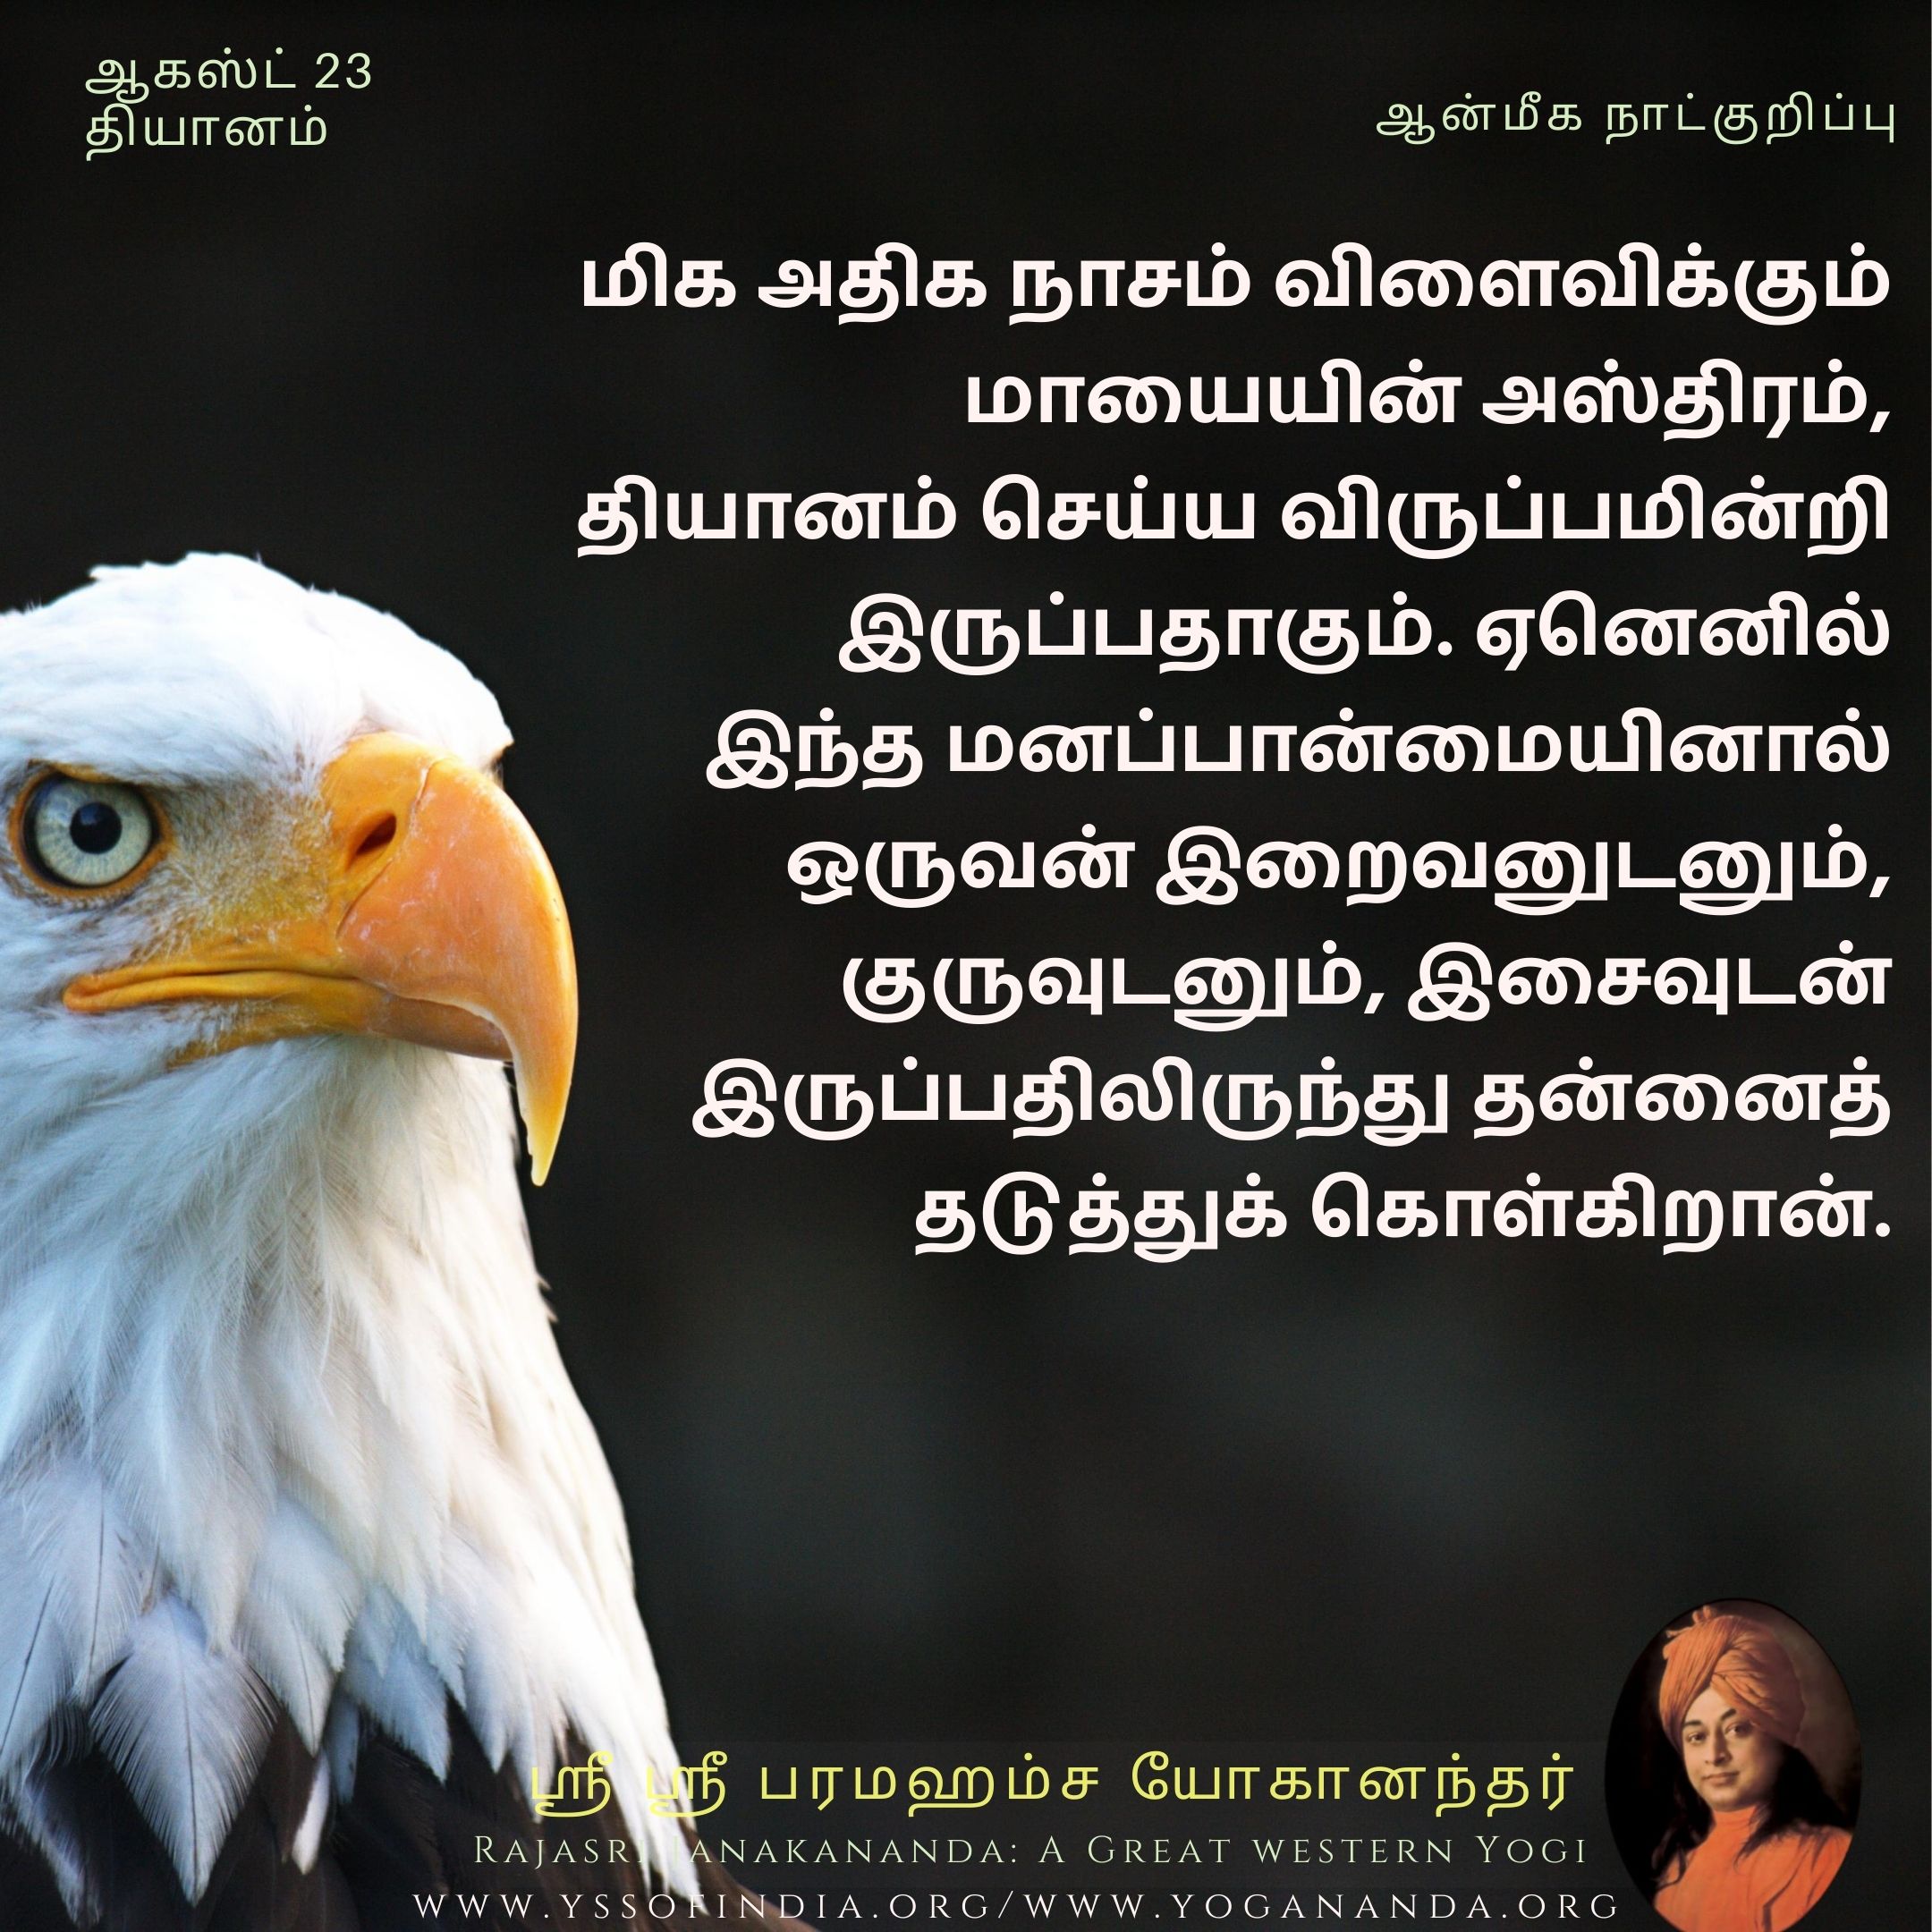 ஆகஸ்ட் 23
தியானம்
ஆன்மீக நாட்குறிப்பு
மிக அதிக நாசம் விளைவிக்கும்
மாயையின் அஸ்திரம்,
தியானம் செய்ய விருப்பமின்றி
இருப்பதாகும். ஏனெனில்
இந்த மனப்பான்மையினால்
ஒருவன் இறைவனுடனும்,
குருவுடனும், இசைவுடன்
இருப்பதிலிருந்து தன்னைத்
தடுத்துக் கொள்கிறான்.
ஸ்ரீ ஸ்ரீ பரமஹம்ச யோகானந்தர்
Rajasri Janakananda: A Great western Yogi
www.yssofindia.org/www.yogananda.org